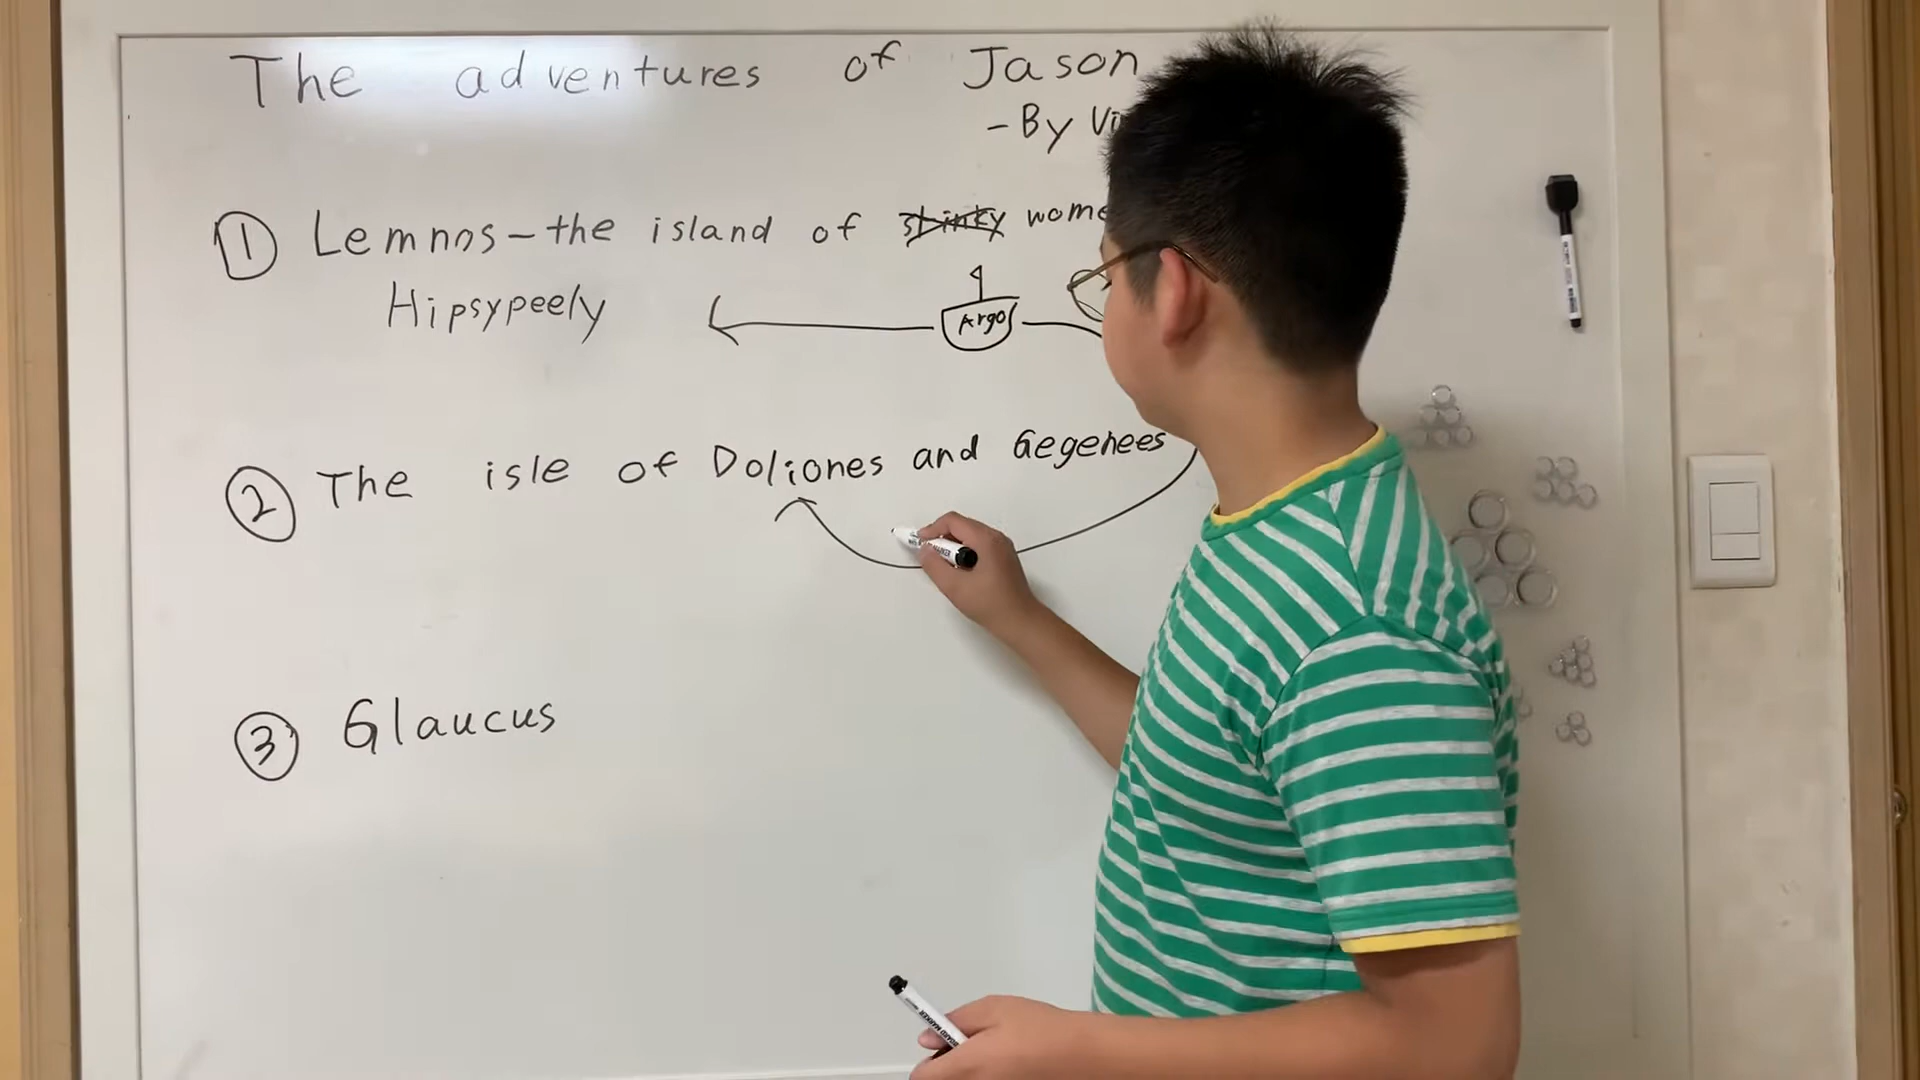 The adventures of Jason
- By
① Lemnos - the island of stinky
Hipsypeely
Argo
② The isle of Doliones and Gegenees
③ Glaucus